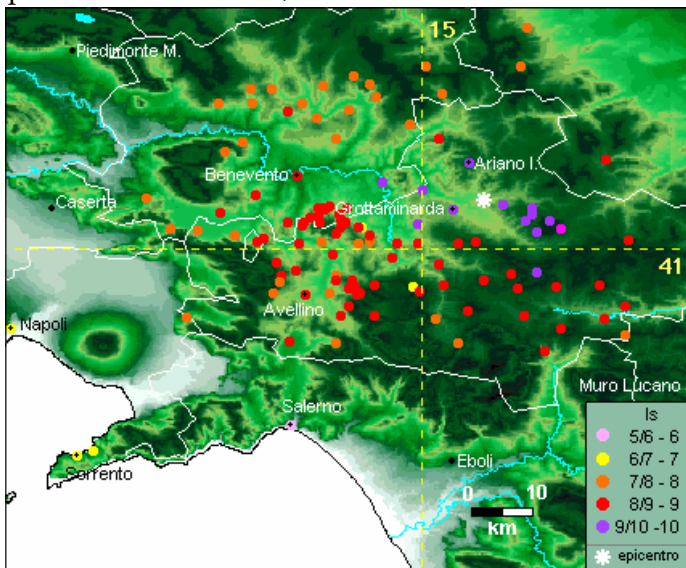 15
Piedimonte M.
Benevento
Ariano I.
Caserta
Grottaminarda
41
Avellino
Napoli
Muro Lucano
Salerno
Sorrento
Eboli
0 10
km
Is
5/6 - 6
6/7 - 7
7/8 - 8
8/9 - 9
9/10 -10
epicentro